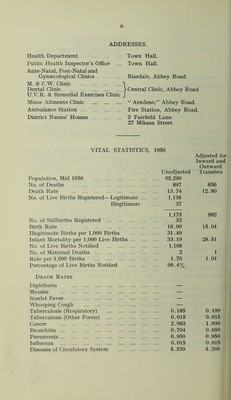 6
ADDRESSES.
Health Department ... Town Hall.
Public Health Inspector's Office ... Town Hall.
Ante-Natal, Post-Natal and
Gynaecological Clinics ... Risedale, Abbey Road.
M. & C.W. Clinic
Dental Clinic
U.V.R. & Remedial Exercises Clinic } Central Clinic, Abbey Road
Minor Ailments Clinic ... "Arndene," Abbey Road.
Ambulance Station ... Fire Station, Abbey Road.
District Nurses' Homes ... 2 Fairfield Lane.
27 Mikasa Street.
VITAL STATISTICS, 1956
Adjusted for
Inward and
Outward
Unadjusted Transfers
Population, Mid 1956 65,290
No. of Deaths 897 836
Death Rate 13.74 12.80
No. of Live Births Registered—Legitimate 1,138
Illegitimate 37
1,175 982
No. of Stillbirths Registered 33
Birth Rate 18.00 15.04
Illegitimate Births per 1,000 Births 31.49
Infant Mortality per 1,000 Live Births 33.19 28.51
No. of Live Births Notified 1,168
No. of Maternal Deaths 2 1
Rate per 1,000 Births 1.70 1.01
Percentage of Live Births Notified 99.4%
DEATH RATES
Diphtheria —
Measles —
Scarlet Fever —
Whooping Cough —
Tuberculosis (Respiratory) 0.185 0.199
Tuberculosis (Other Forms) 0.015 0.015
Cancer 2.083 1.930
Bronchitis 0.704 0.650
Pneumonia 0.950 0.950
Influenza 0.015 0.015
Diseases of Circulatory System 5.330 5.269